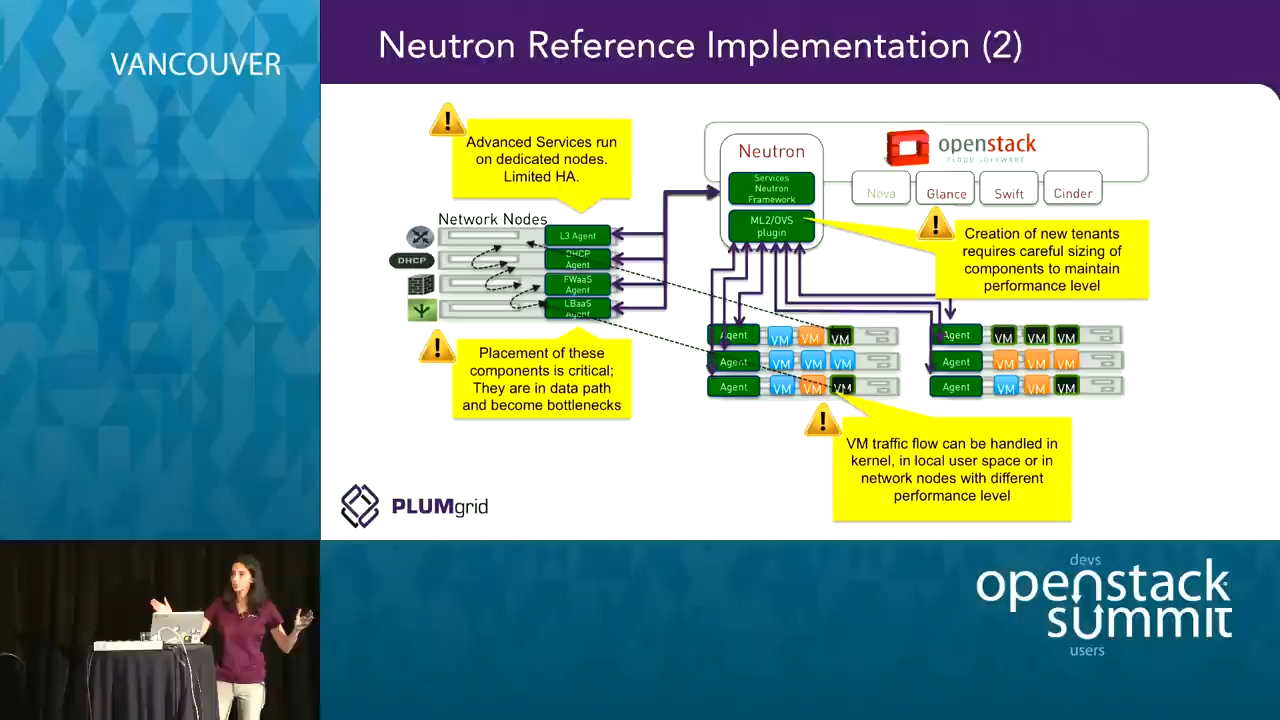 VANCOUVER
Neutron Reference Implementation (2)
Advanced Services run
on dedicated nodes.
Limited HA.
Neutron
Services
Neutron
Framework
ML2/OVS
plugin
openstack
CLOUD SOFTWARE
Nova
Glance
Swift
Cinder
Network Nodes
L3 Agent
DHCP
DHCP
Agent
FWaaS
Agent
LBaaS
Agent
Creation of new tenants
requires careful sizing of
components to maintain
performance level
Placement of these
components is critical;
They are in data path
and become bottlenecks
Agent VM VM VM
Agent VM VM VM
Agent VM VM VM
Agent VM VM VM
Agent VM VM VM
Agent VM VM VM
VM traffic flow can be handled in
kernel, in local user space or in
network nodes with different
performance level
PLUMgrid
devs
openstack
summit
users